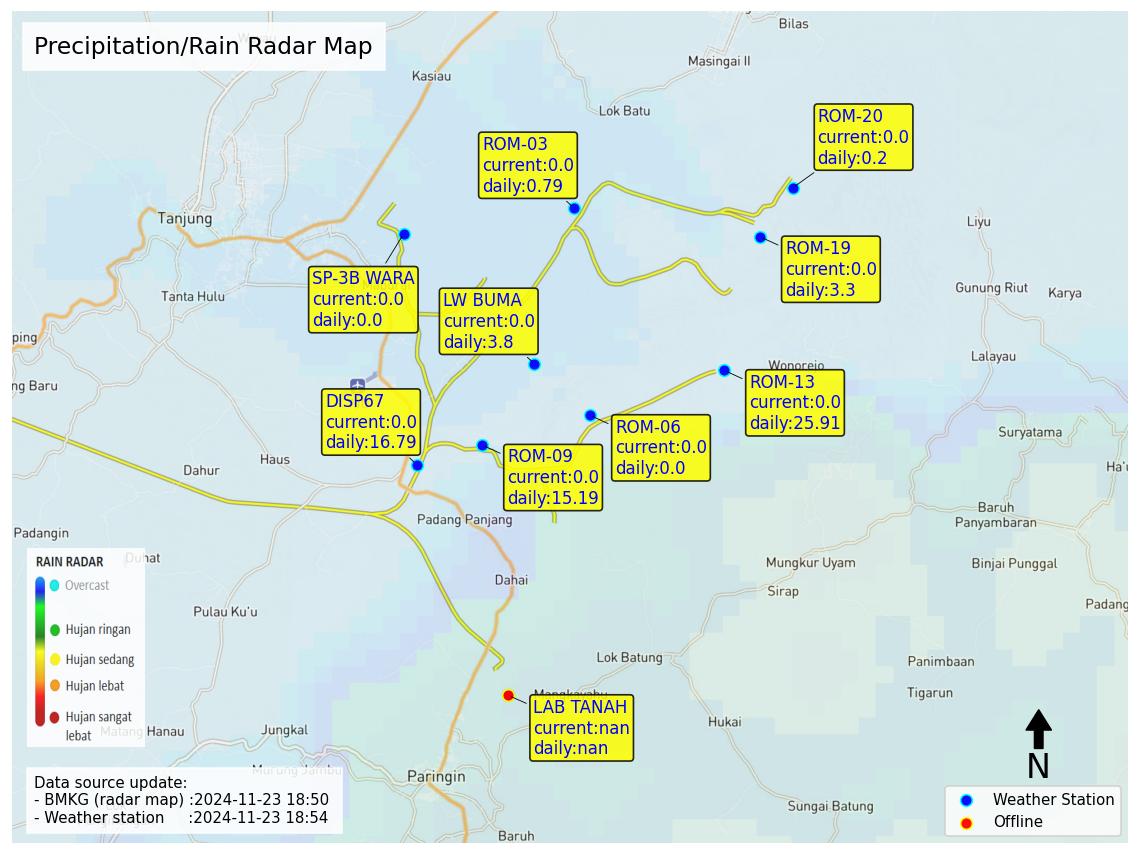 Precipitation/Rain Radar Map
Bilas
Masingai II
Kasiau
Lok Batu
ROM-20
current:0.0
daily:0.2
ROM-03
current:0.0
daily:0.79
Tanjung
Liyu
ROM-19
current:0.0
daily:3.3
SP-3B WARA
current:0.0
daily:0.0
Tanta Hulu
LW BUMA
current:0.0
daily:3.8
Gunung Riut
Karya
ping
Lalayau
Wonorejo
ng Baru
ROM-13
current:0.0
daily:25.91
DISP67
current:0.0
daily:16.79
ROM-06
current:0.0
daily:0.0
Suryatama
ROM-09
current:0.0
daily:15.19
Haus
Dahur
Ha'u
Baruh
Panyambaran
Padang Panjang
Padangin
Duhat
RAIN RADAR
Overcast
Hujan ringan
Hujan sedang
Hujan lebat
Hujan sangat
lebat
Mungkur Uyam
Binjai Punggal
Dahai
Sirap
Padang
Pulau Ku'u
Lok Batung
Panimbaan
Tigarun
Mangkayahu
LAB TANAH
current:nan
daily:nan
Hukai
Matang Hanau
Jungkal
Murung Jambu
Paringin
N
Data source update:
- BMKG (radar map) :2024-11-23 18:50
- Weather station :2024-11-23 18:54
Weather Station
Offline
Sungai Batung
Baruh